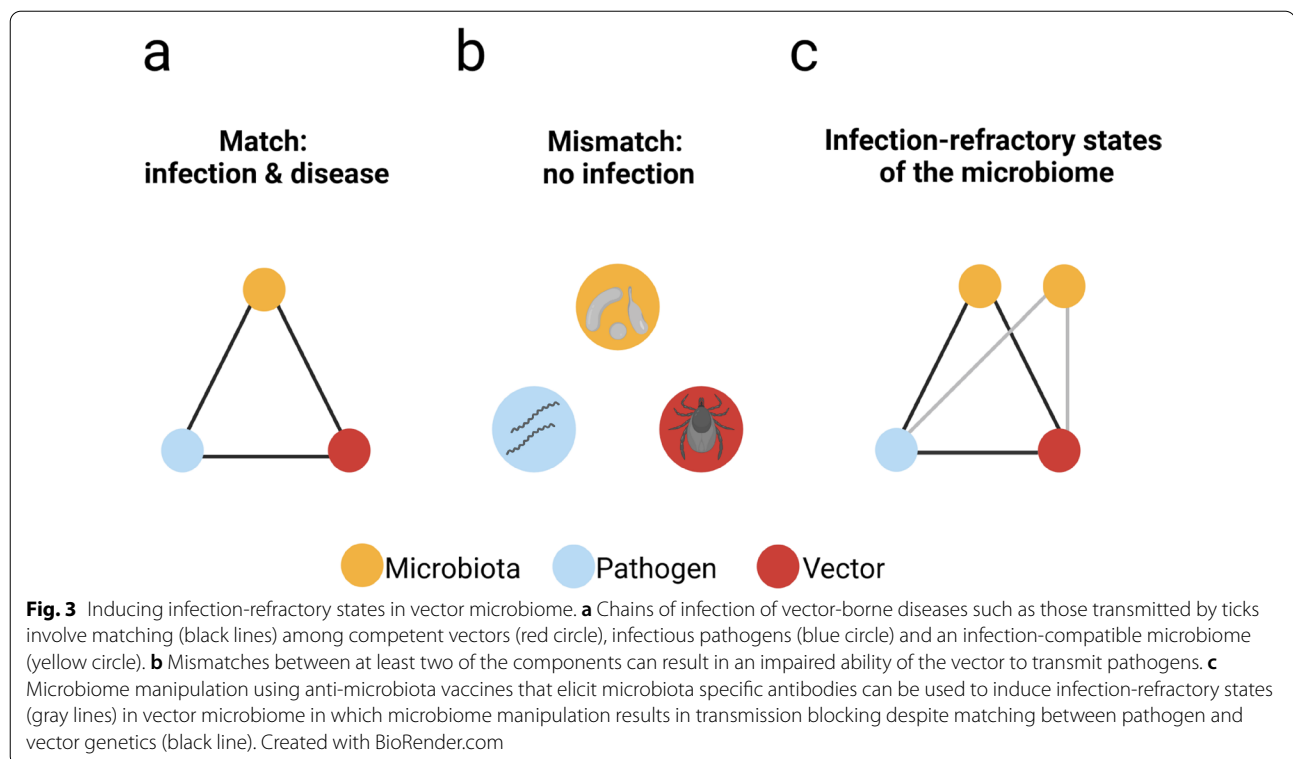 a
b
c
Match:
infection & disease
Mismatch:
no infection
Infection-refractory states
of the microbiome
Microbiota
Pathogen
Vector
Fig. 3 Inducing infection-refractory states in vector microbiome. a Chains of infection of vector-borne diseases such as those transmitted by ticks
involve matching (black lines) among competent vectors (red circle), infectious pathogens (blue circle) and an infection-compatible microbiome
(yellow circle). b Mismatches between at least two of the components can result in an impaired ability of the vector to transmit pathogens. c
Microbiome manipulation using anti-microbiota vaccines that elicit microbiota specific antibodies can be used to induce infection-refractory states
(gray lines) in vector microbiome in which microbiome manipulation results in transmission blocking despite matching between pathogen and
vector genetics (black line). Created with BioRender.com